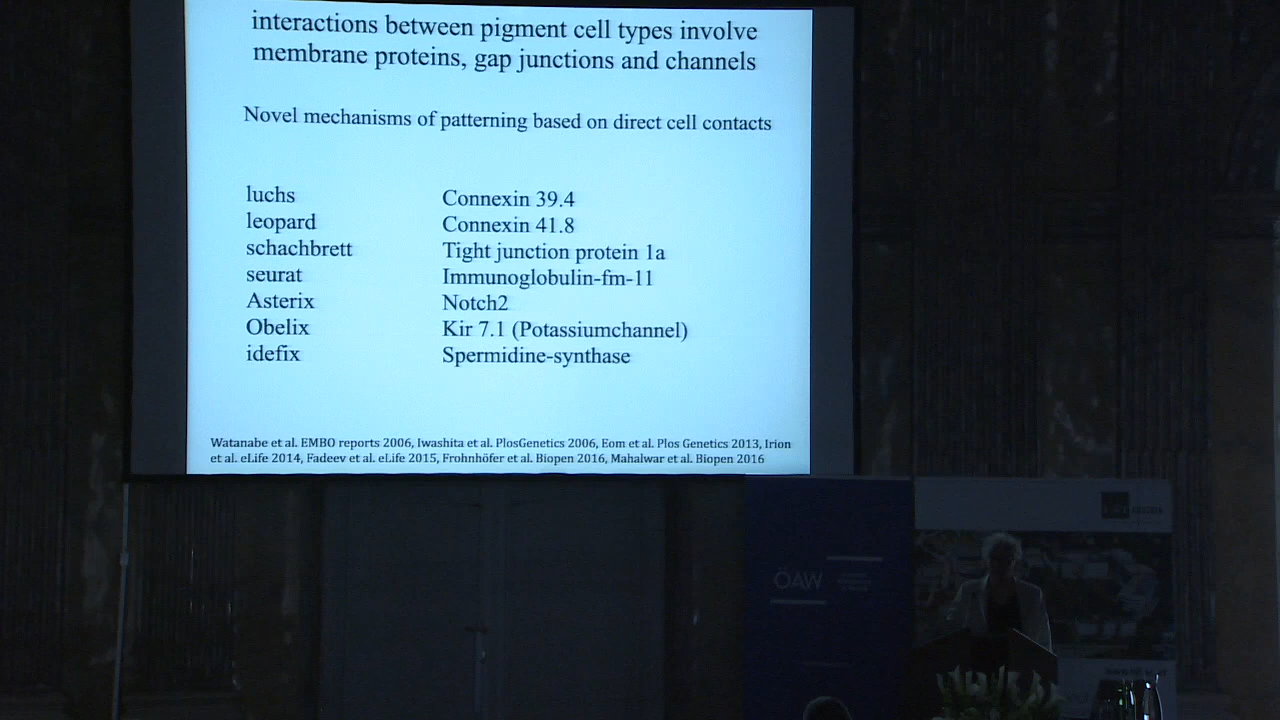 interactions between pigment cell types involve
membrane proteins, gap junctions and channels
Novel mechanisms of patterning based on direct cell contacts
luchs Connexin 39.4
leopard Connexin 41.8
schachbrett Tight junction protein 1a
seurat Immunoglobulin-fm-11
Asterix Notch2
Obelix Kir 7.1 (Potassiumchannel)
idefix Spermidine-synthase
Watanabe et al. EMBO reports 2006, Iwashita et al. PlosGenetics 2006, Eom et al. Plos Genetics 2013, Irion
et al. eLife 2014, Fadeev et al. eLife 2015, Frohnhöfer et al. Biopen 2016, Mahalwar et al. Biopen 2016
ÖAW